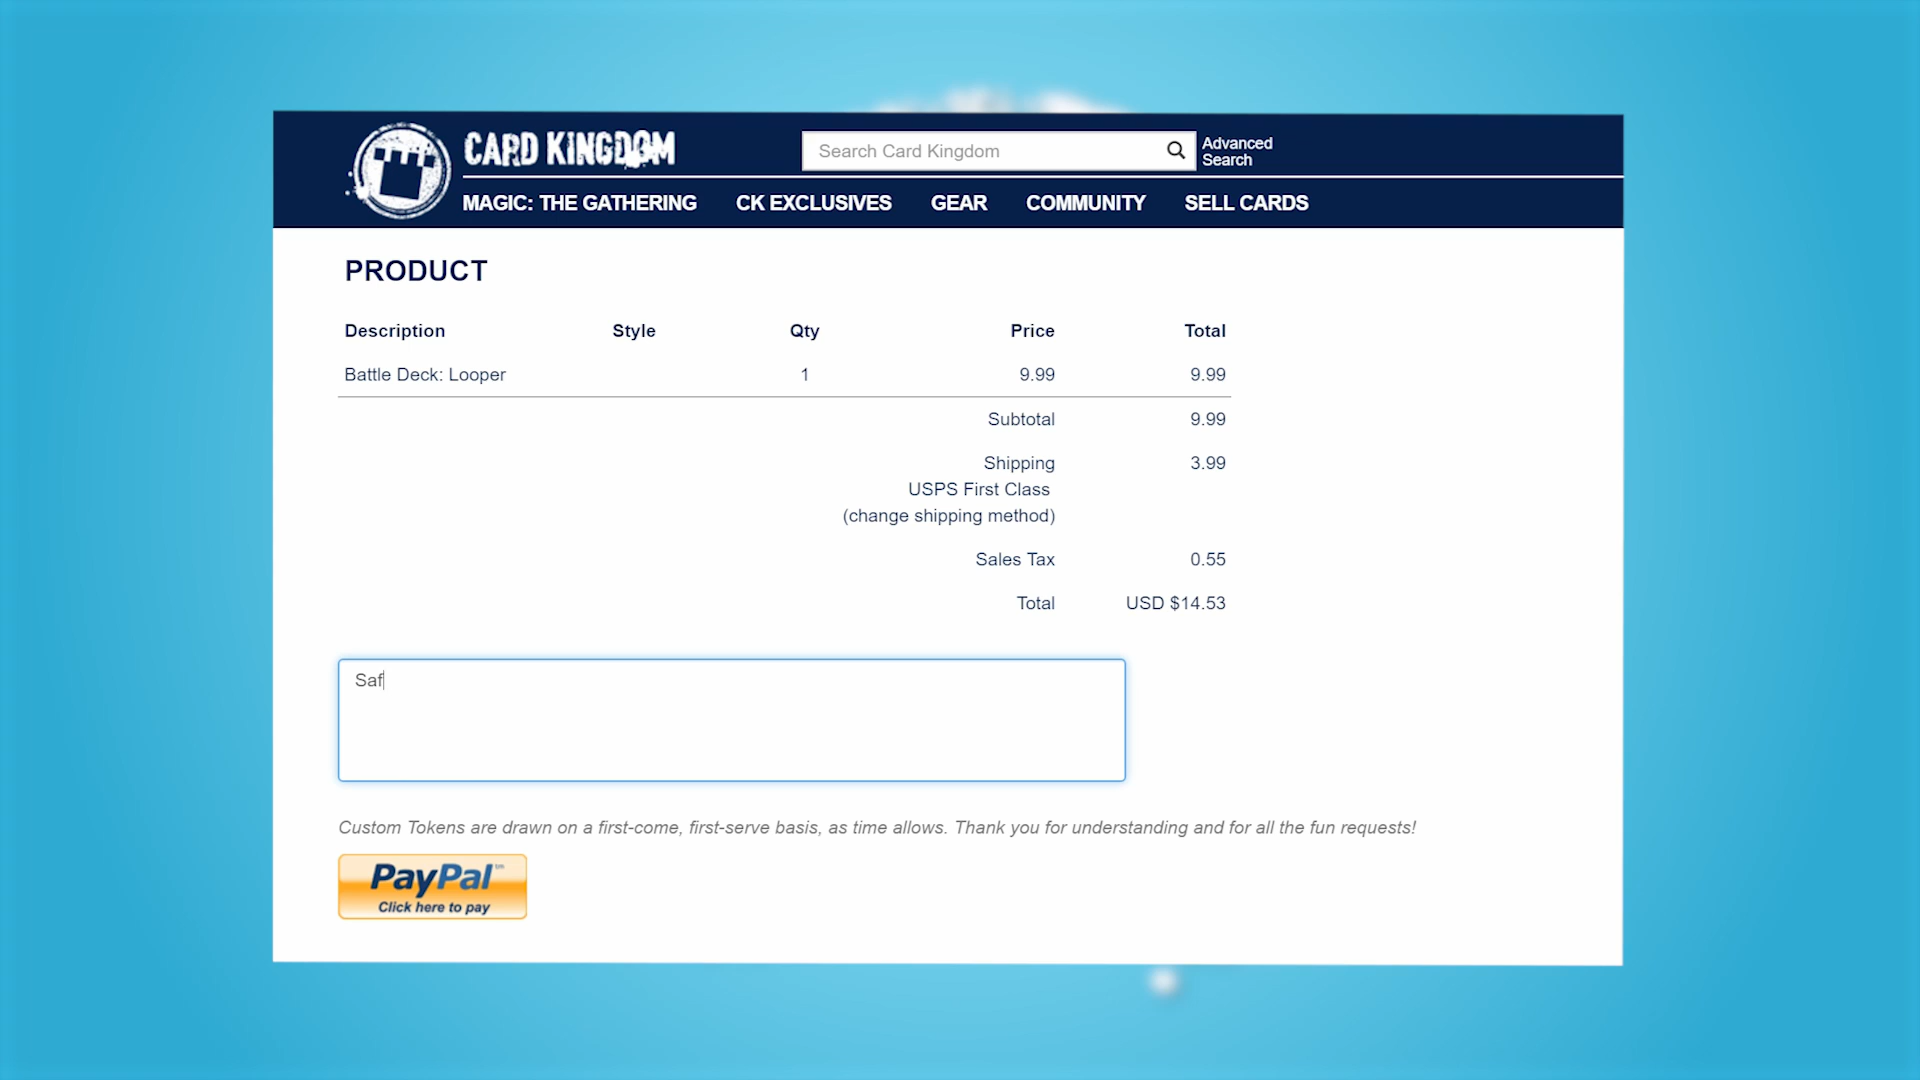 CARD KINGDOM
Search Card Kingdom
Advanced
Search
MAGIC: THE GATHERING CK EXCLUSIVES GEAR COMMUNITY SELL CARDS
PRODUCT
Description Style Qty Price Total
Battle Deck: Looper 1 9.99 9.99
Subtotal 9.99
Shipping 3.99
USPS First Class
(change shipping method)
Sales Tax 0.55
Total USD $14.53
Saf
Custom Tokens are drawn on a first-come, first-serve basis, as time allows. Thank you for understanding and for all the fun requests!
PayPal℠
Click here to pay